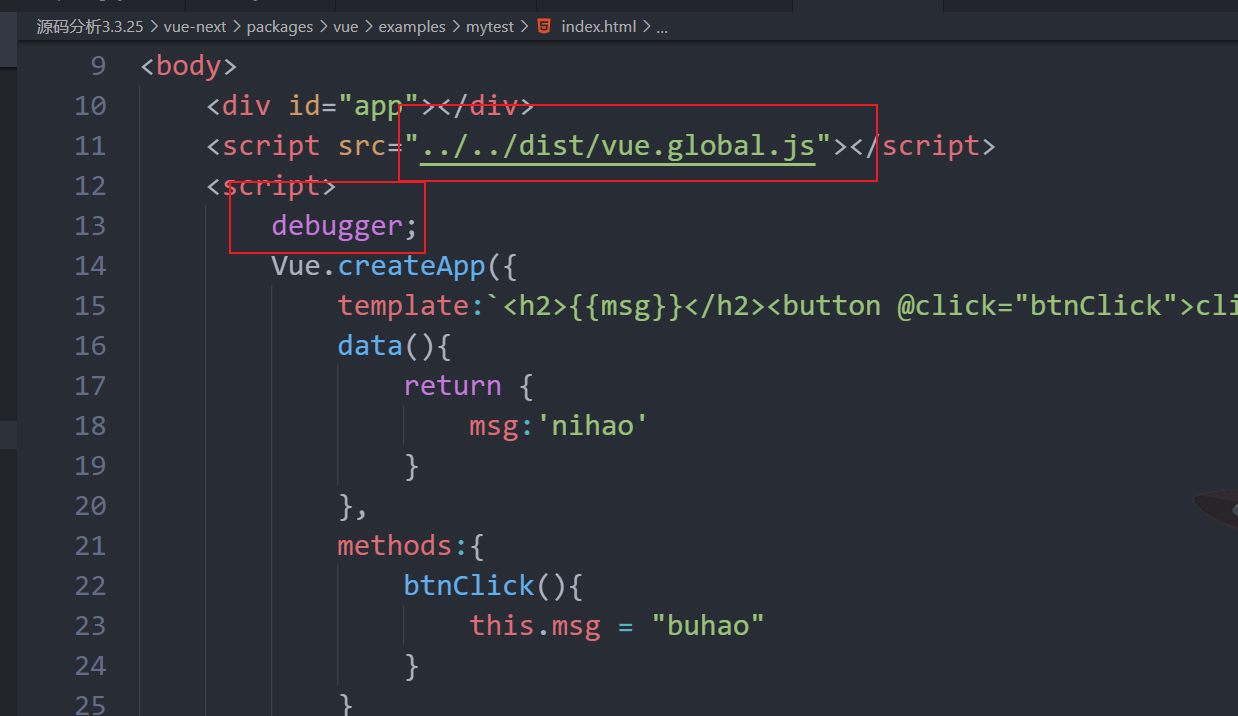 源码分析3.3.25 > vue-next > packages > vue > examples > mytest > index.html > ...
9 <body>
10 <div id="app"></div>
11 <script src="../../dist/vue.global.js"></script>
12 <script>
13 debugger;
14 Vue.createApp({
15 template:`<h2>{{msg}}</h2><button @click="btnClick">cli
16 data(){
17 return {
18 msg:'nihao'
19 }
20 },
21 methods:{
22 btnClick(){
23 this.msg = "buhao"
24 }
25 }